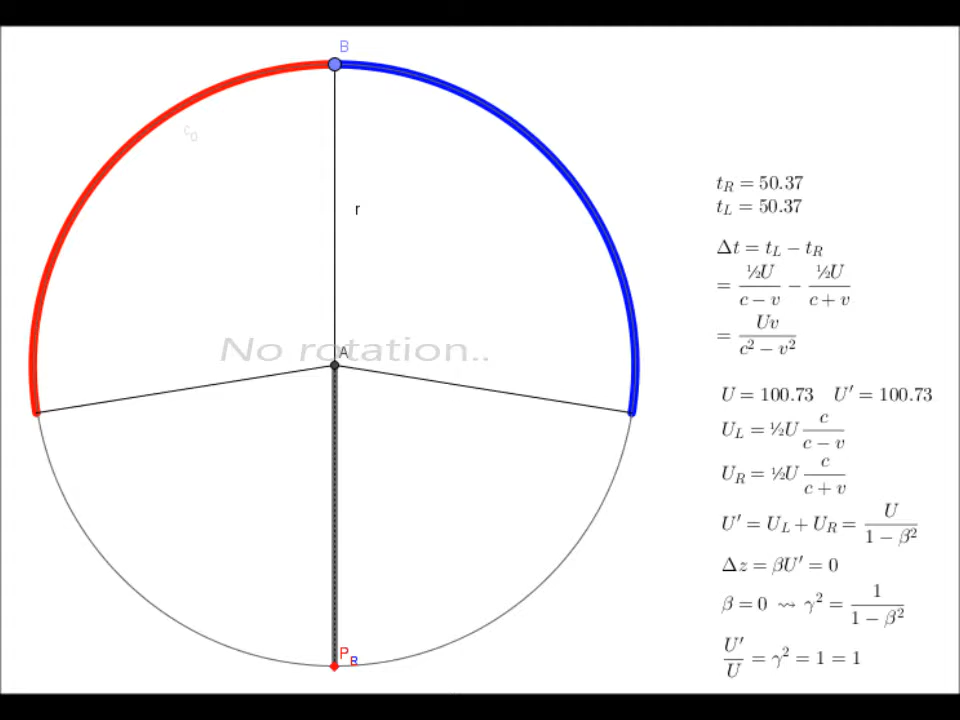 B
c₀
r
No rotation..
A
P
R
t_R = 50.37
t_L = 50.37
Δt = t_L − t_R
= ½U / (c − v) − ½U / (c + v)
= Uv / (c² − v²)
U = 100.73 U′ = 100.73
U_L = ½U c / (c − v)
U_R = ½U c / (c + v)
U′ = U_L + U_R = U / (1 − β²)
Δz = βU′ = 0
β = 0 ⇝ γ² = 1 / (1 − β²)
U′ / U = γ² = 1 = 1